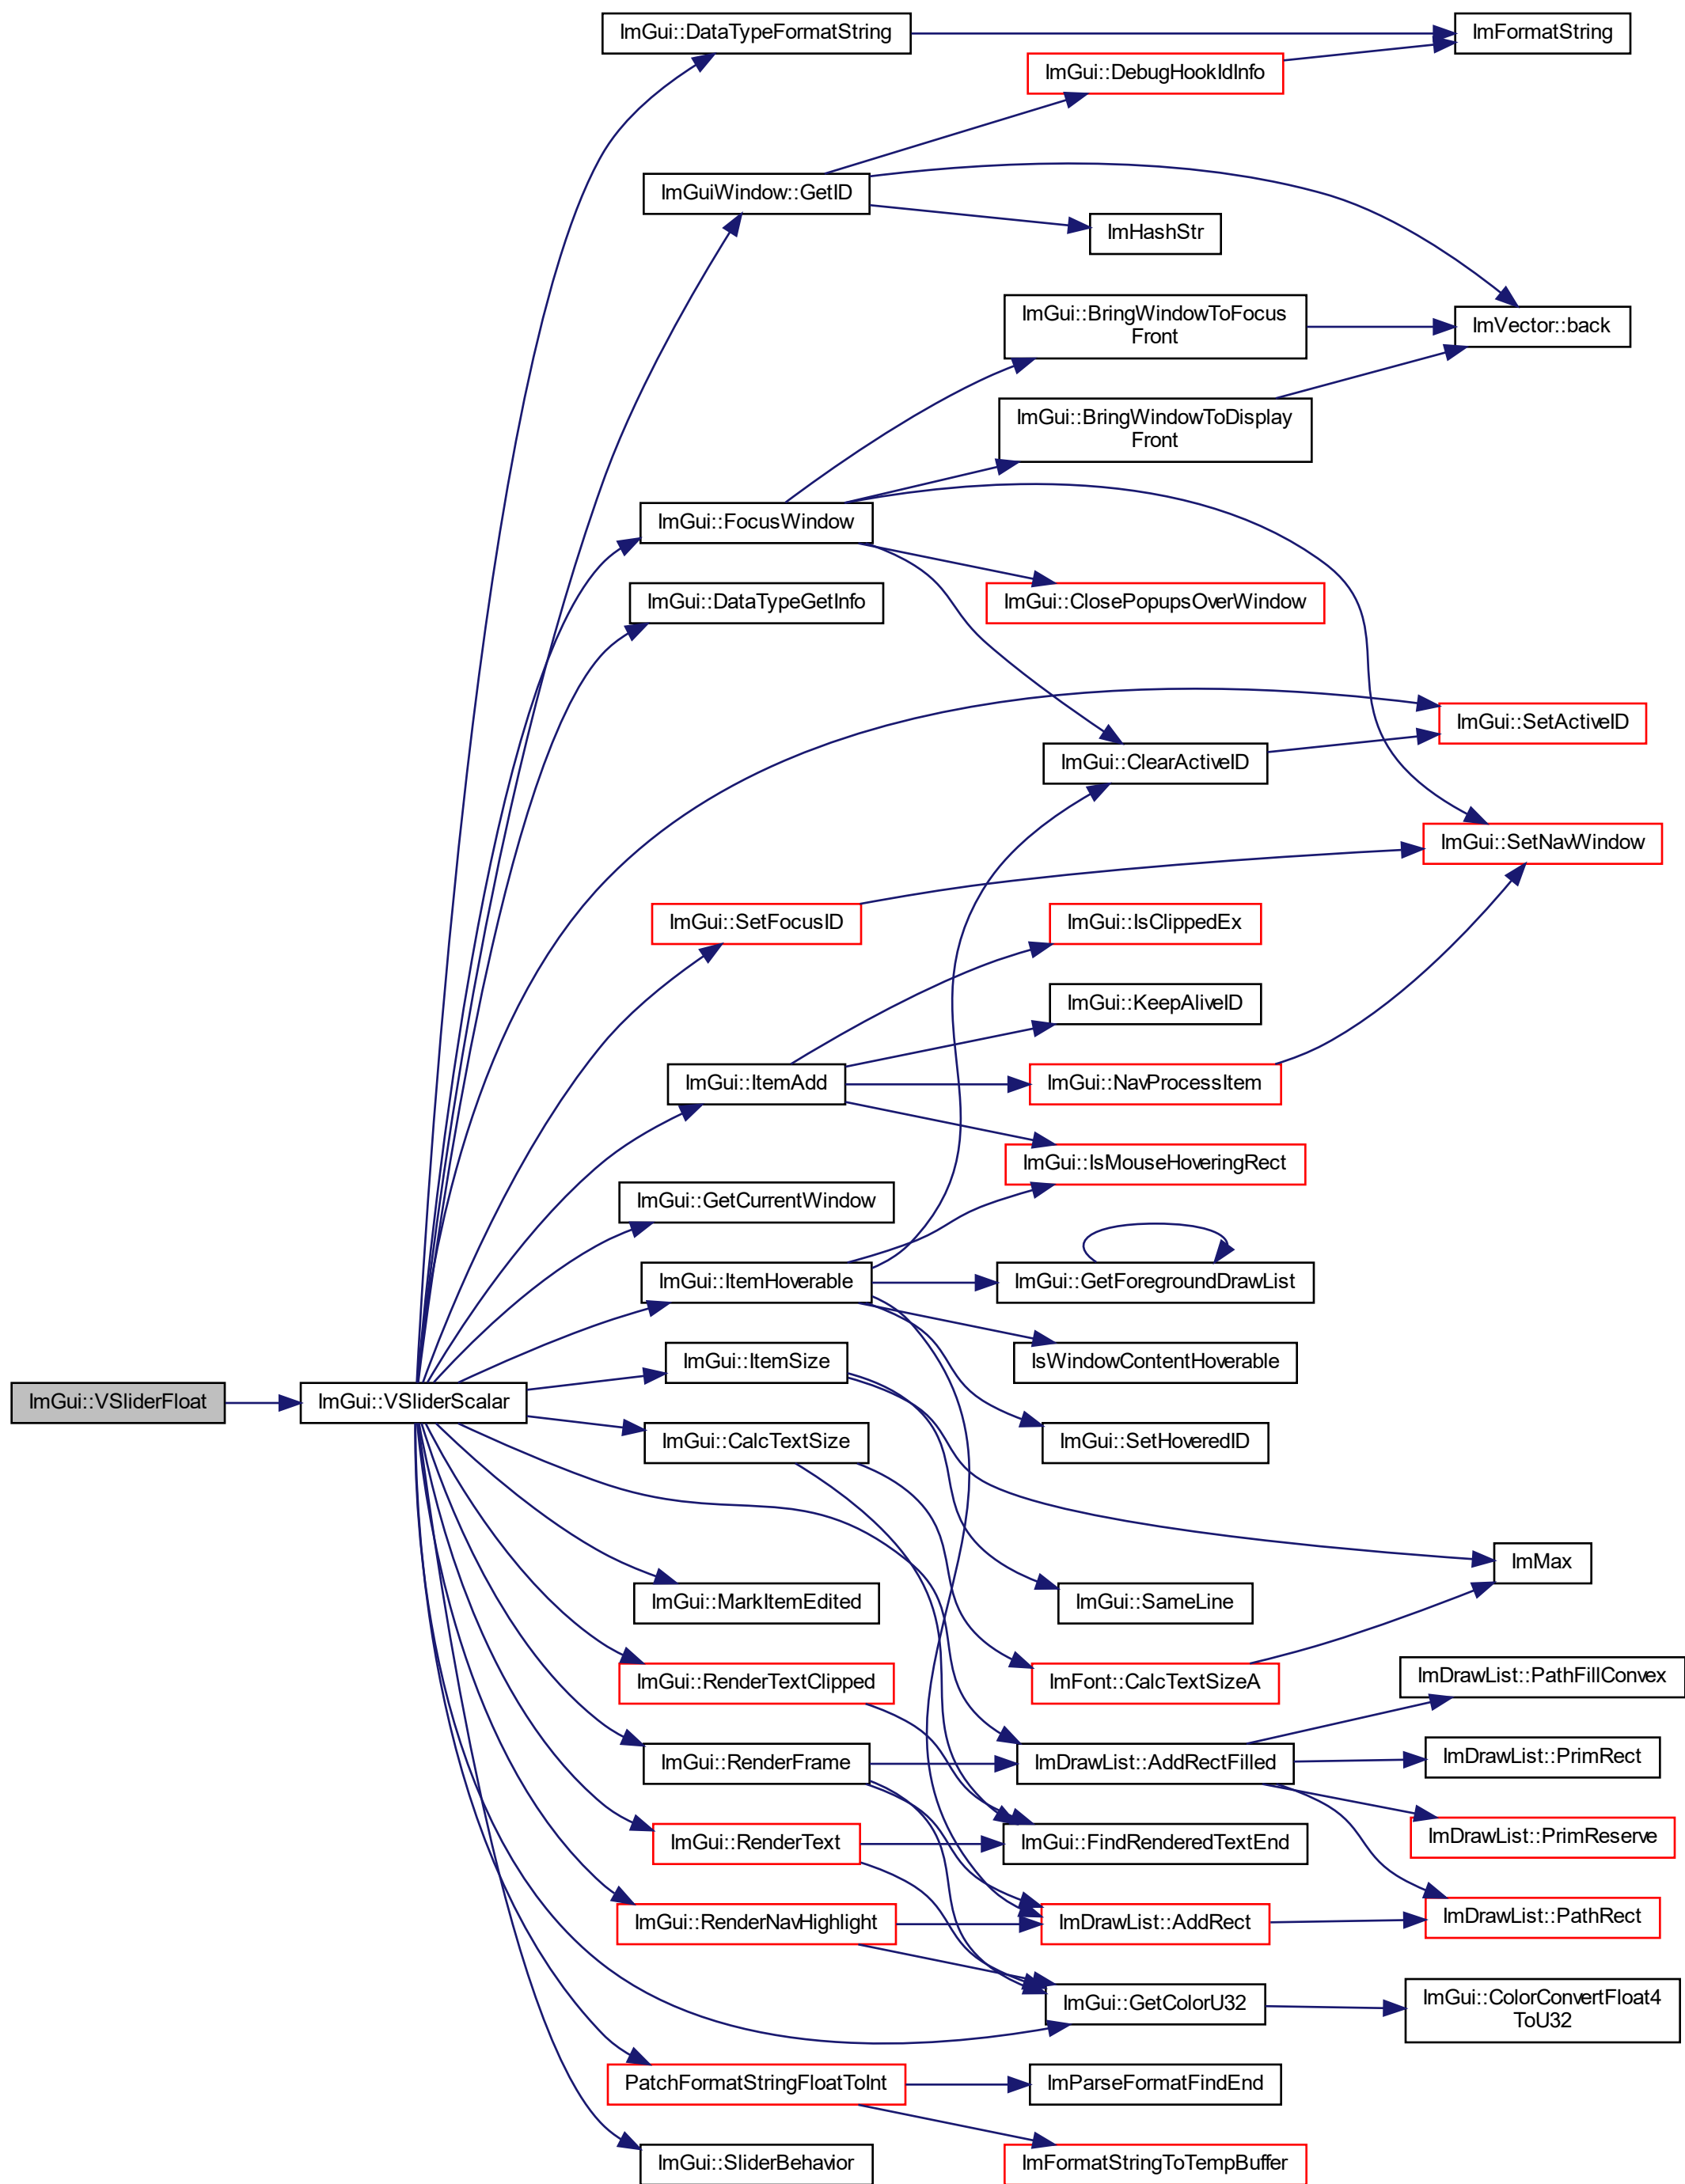 ImGui::DataTypeFormatString
ImFormatString
ImGui::DebugHookIdInfo
ImGuiWindow::GetID
ImHashStr
ImGui::BringWindowToFocus
Front
ImVector::back
ImGui::BringWindowToDisplay
Front
ImGui::FocusWindow
ImGui::DataTypeGetInfo
ImGui::ClosePopupsOverWindow
ImGui::SetActiveID
ImGui::ClearActiveID
ImGui::SetNavWindow
ImGui::SetFocusID
ImGui::IsClippedEx
ImGui::KeepAliveID
ImGui::ItemAdd
ImGui::NavProcessItem
ImGui::IsMouseHoveringRect
ImGui::GetCurrentWindow
ImGui::ItemHoverable
ImGui::GetForegroundDrawList
ImGui::ItemSize
IsWindowContentHoverable
ImGui::VSliderFloat
ImGui::VSliderScalar
ImGui::CalcTextSize
ImGui::SetHoveredID
ImMax
ImGui::MarkItemEdited
ImGui::SameLine
ImGui::RenderTextClipped
ImFont::CalcTextSizeA
ImDrawList::PathFillConvex
ImGui::RenderFrame
ImDrawList::AddRectFilled
ImDrawList::PrimRect
ImGui::RenderText
ImGui::FindRenderedTextEnd
ImDrawList::PrimReserve
ImGui::RenderNavHighlight
ImDrawList::AddRect
ImDrawList::PathRect
ImGui::GetColorU32
ImGui::ColorConvertFloat4
ToU32
PatchFormatStringFloatToInt
ImParseFormatFindEnd
ImGui::SliderBehavior
ImFormatStringToTempBuffer